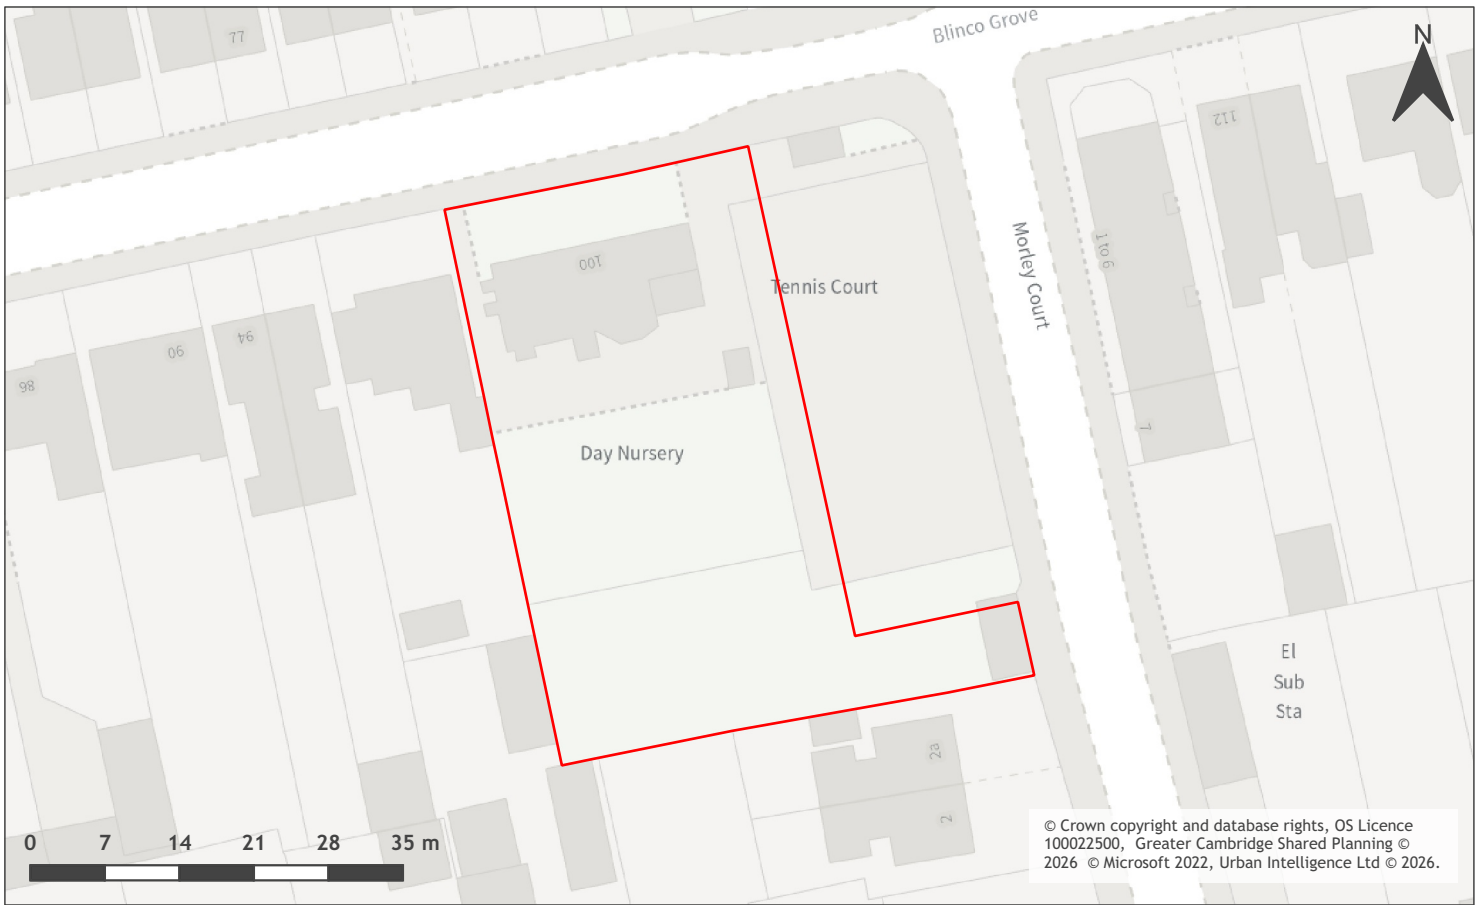 Blinco Grove
N
77
112
100
Tennis Court
Morley Court
1 to 6
94
90
86
Day Nursery
7
El
Sub
Sta
2a
2
0 7 14 21 28 35 m
© Crown copyright and database rights, OS Licence
100022500, Greater Cambridge Shared Planning ©
2026 © Microsoft 2022, Urban Intelligence Ltd © 2026.